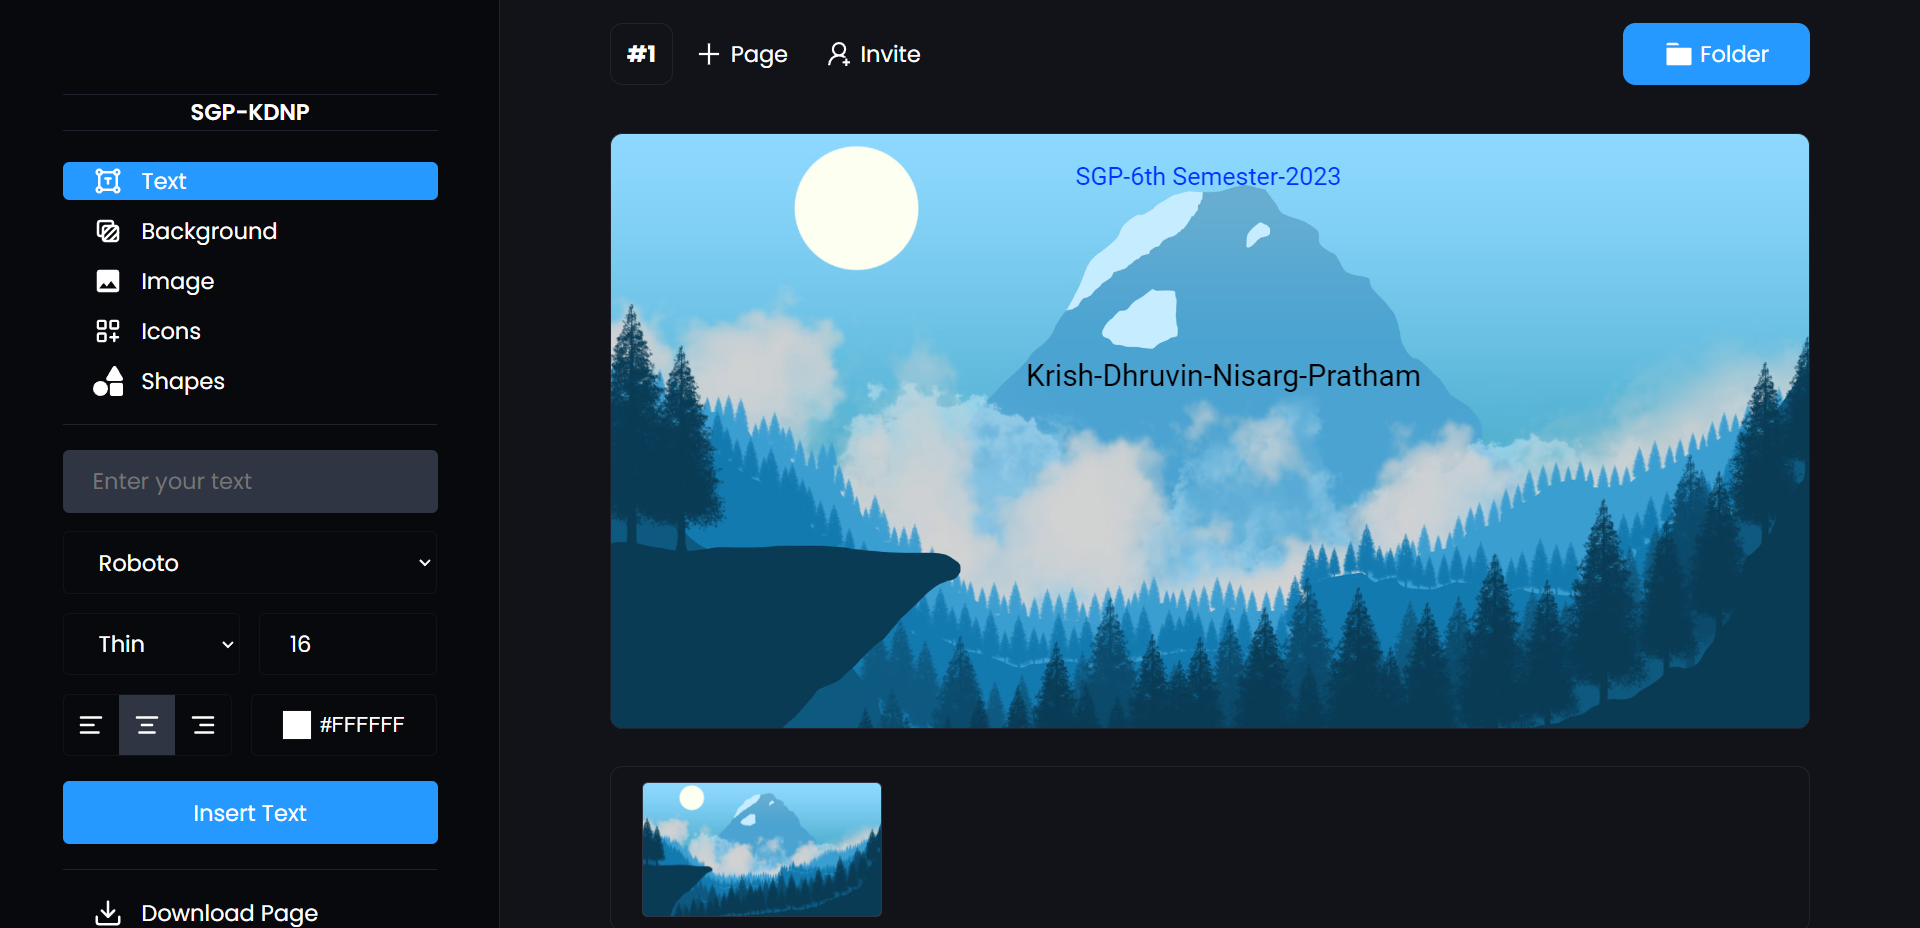 SGP-KDNP
Text
Background
Image
Icons
Shapes
Enter your text
Roboto
Thin
16
#FFFFFF
Insert Text
Download Page
#1
Page
Invite
Folder
SGP-6th Semester-2023
Krish-Dhruvin-Nisarg-Pratham